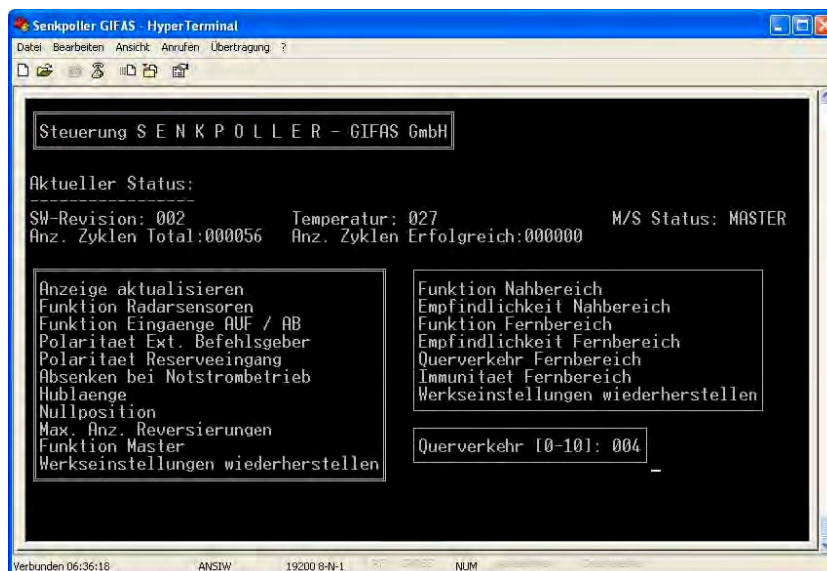 Senkpoller GIFAS - HyperTerminal
Datei Bearbeiten Ansicht Anrufen Übertragung ?
Steuerung S E N K P O L L E R - GIFAS GmbH
Aktueller Status:
-----------------
SW-Revision: 002 Temperatur: 027 M/S Status: MASTER
Anz. Zyklen Total:000056 Anz. Zyklen Erfolgreich:000000
Anzeige aktualisieren
Funktion Radarsensoren
Funktion Eingaenge AUF / AB
Polaritaet Ext. Befehlsgeber
Polaritaet Reserveeingang
Absenken bei Notstrombetrieb
Hublaenge
Nullposition
Max. Anz. Reversierungen
Funktion Master
Werkseinstellungen wiederherstellen
Funktion Nahbereich
Empfindlichkeit Nahbereich
Funktion Fernbereich
Empfindlichkeit Fernbereich
Querverkehr Fernbereich
Immunitaet Fernbereich
Werkseinstellungen wiederherstellen
Querverkehr [0-10]: 004
Verbunden 06:36:18 ANSIW 19200 8-N-1 NUM